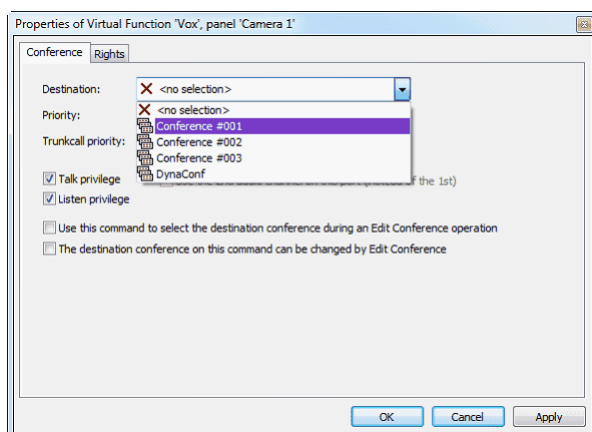 Properties of Virtual Function 'Vox', panel 'Camera 1'
Conference Rights
Destination: <no selection>
Priority: <no selection>
Conference #001
Trunkcall priority: Conference #002
Conference #003
DynaConf
Talk privilege of the 1st)
Listen privilege
Use this command to select the destination conference during an Edit Conference operation
The destination conference on this command can be changed by Edit Conference
OK Cancel Apply